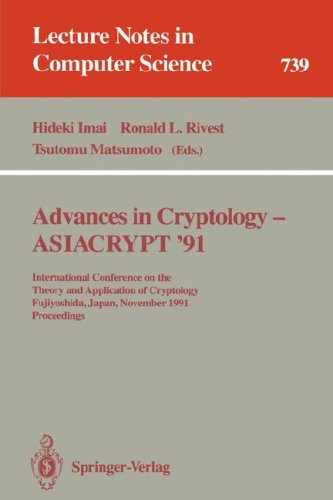 Lecture Notes in
Computer Science
739
Hideki Imai Ronald L. Rivest
Tsutomu Matsumoto (Eds.)
Advances in Cryptology –
ASIACRYPT '91
International Conference on the
Theory and Application of Cryptology
Fujiyoshida, Japan, November 1991
Proceedings
Springer-Verlag